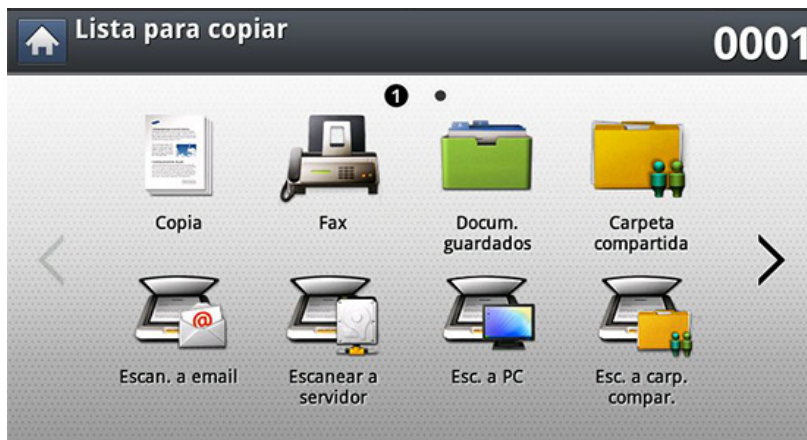 Lista para copiar
0001
1
Copia
Fax
Docum.
guardados
Carpeta
compartida
@
Escan. a email
Escanear a
servidor
Esc. a PC
Esc. a carp.
compar.